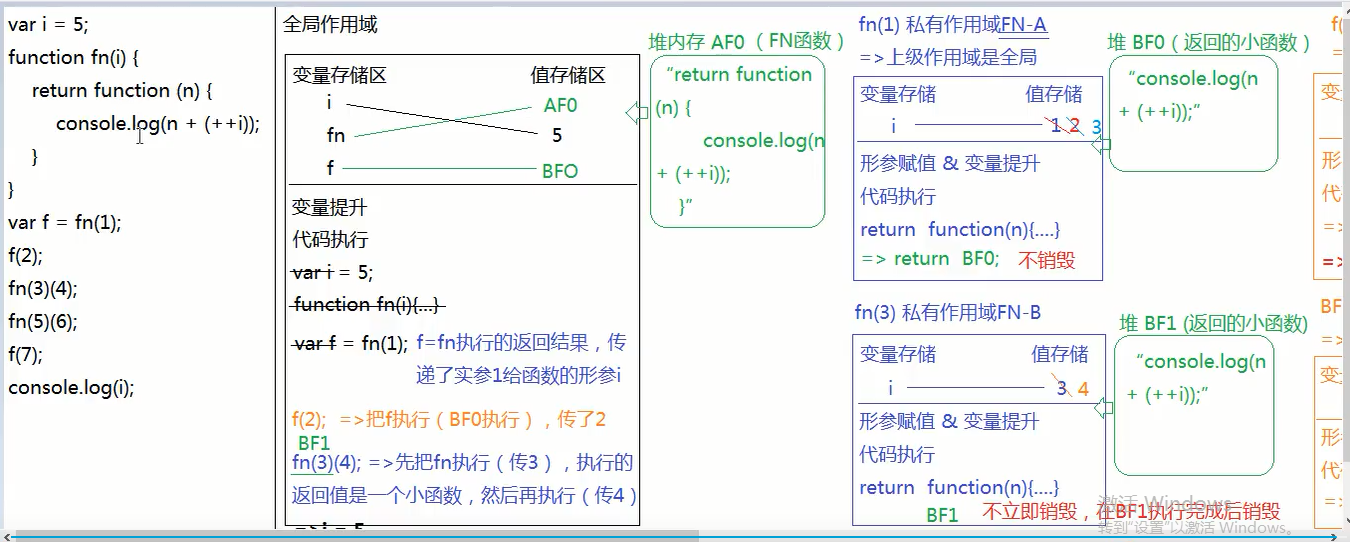 var i = 5;
function fn(i) {
return function (n) {
console.log(n + (++i));
}
}
var f = fn(1);
f(2);
fn(3)(4);
fn(5)(6);
f(7);
console.log(i);
全局作用域
变量存储区 值存储区
i AF0
fn 5
f BFO
变量提升
代码执行
var i = 5;
function fn(i){...}
var f = fn(1); f=fn执行的返回结果，传
递了实参1给函数的形参i
f(2); =>把f执行（BF0执行），传了2
BF1
fn(3)(4); =>先把fn执行（传3），执行的
返回值是一个小函数，然后再执行（传4）
=>i = 5
堆内存 AF0 （FN函数）
“return function
(n) {
console.log(n
+ (++i));
}”
fn(1) 私有作用域FN-A
=>上级作用域是全局
变量存储 值存储
i 1 2 3
形参赋值 & 变量提升
代码执行
return function(n){....}
=> return BF0; 不销毁
堆 BF0（返回的小函数）
“console.log(n
+ (++i));”
fn(3) 私有作用域FN-B
变量存储 值存储
i 3 4
形参赋值 & 变量提升
代码执行
return function(n){....}
BF1 不立即销毁，在BF1执行完成后销毁
堆 BF1 (返回的小函数)
“console.log(n
+ (++i));”
f(
=>
变
形
代
=>
=>
BF
=>
变
形
代
=>
激活 Windows
转到“设置”以激活 Windows。